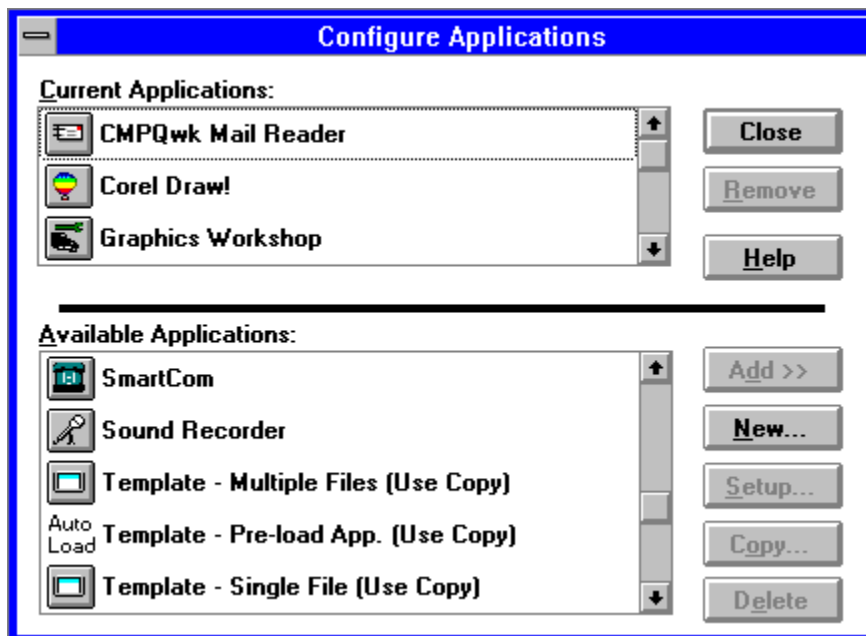 Configure Applications
Current Applications:
CMPQwk Mail Reader
Corel Draw!
Graphics Workshop
Close
Remove
Help
Available Applications:
SmartCom
Sound Recorder
Template - Multiple Files (Use Copy)
Auto
Load
Template - Pre-load App. (Use Copy)
Template - Single File (Use Copy)
Add >>
New...
Setup...
Copy...
Delete